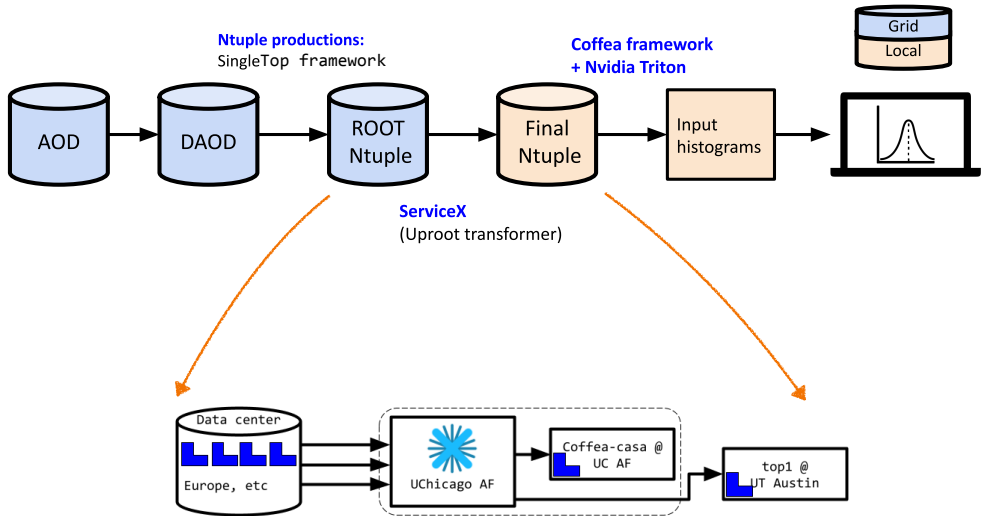 Ntuple productions:
SingleTop framework
Coffea framework
+ Nvidia Triton
Grid
Local
AOD
DAOD
ROOT
Ntuple
Final
Ntuple
Input
histograms
ServiceX
(Uproot transformer)
Data center
Europe, etc
UChicago AF
Coffea-casa @
UC AF
top1 @
UT Austin